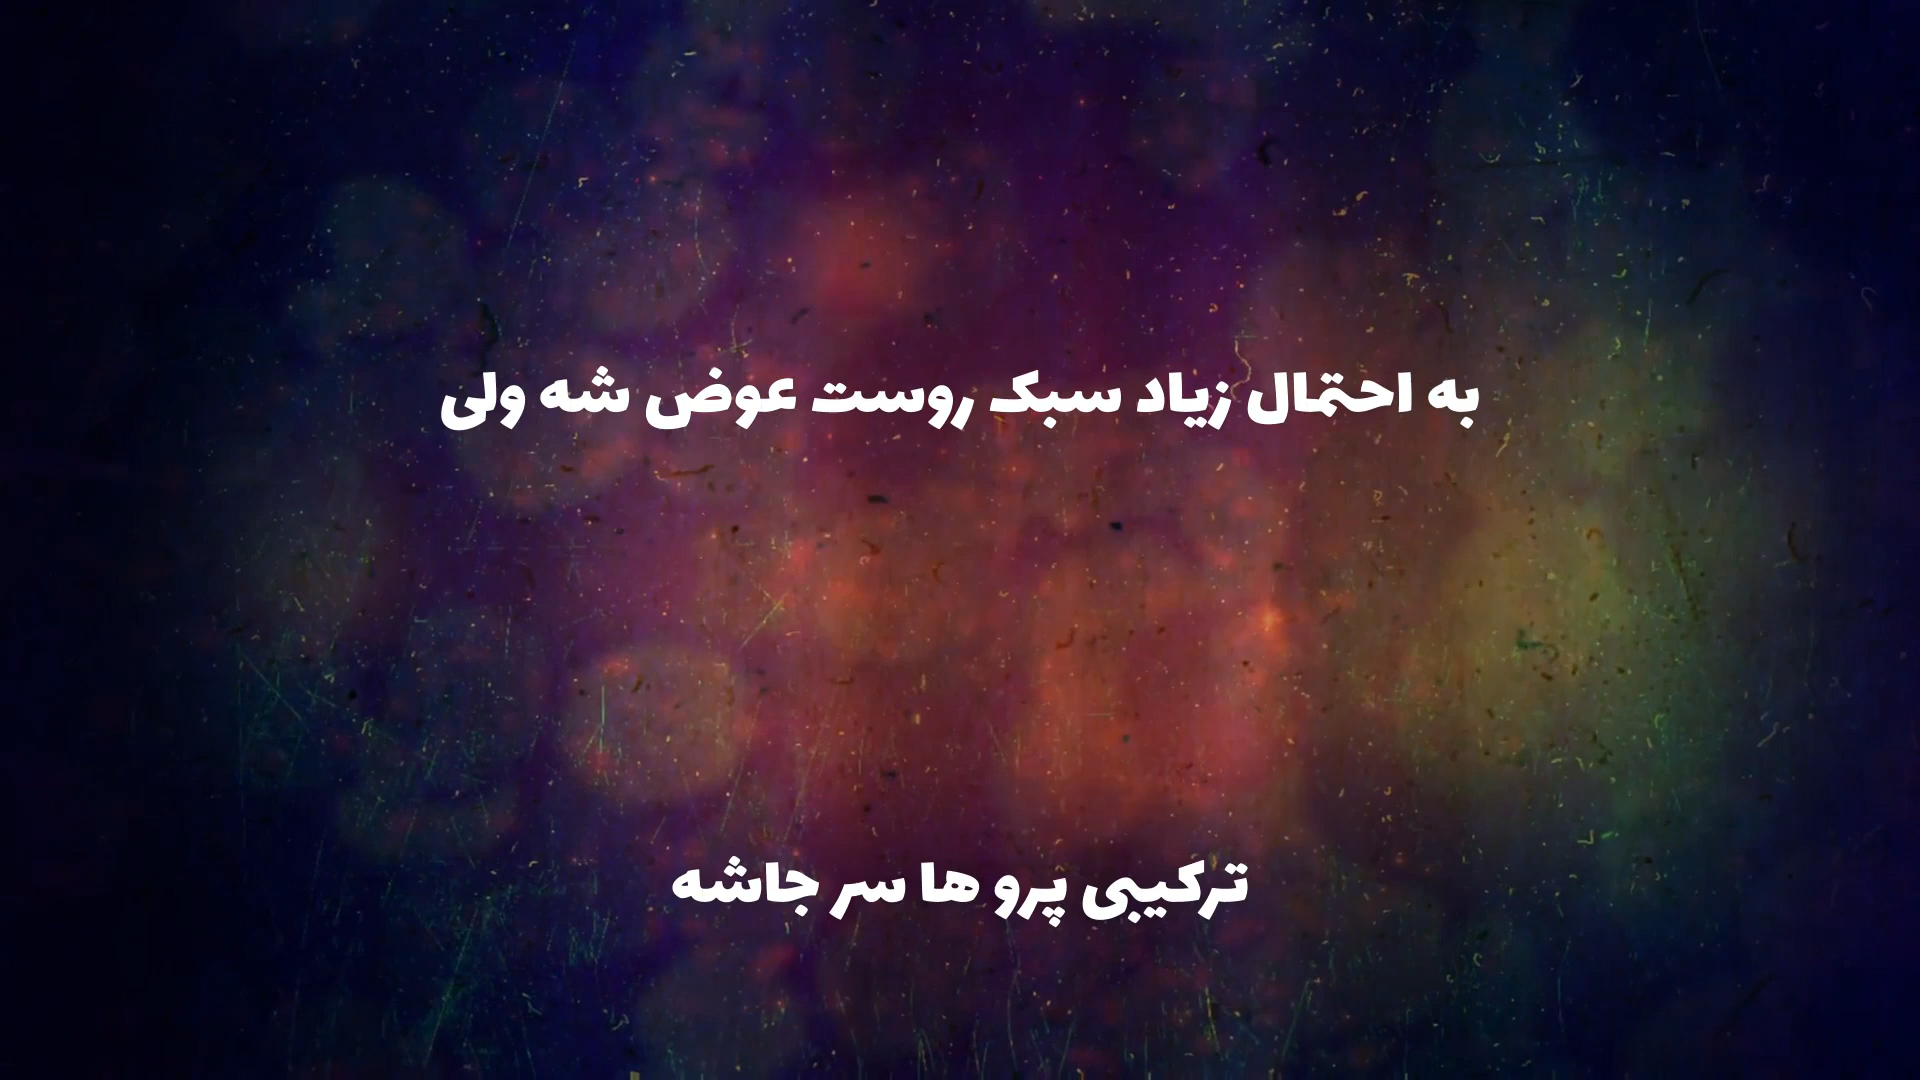 به احتمال زیاد سبک روست عوض شه ولی
ترکیبی پرو ها سر جاشه